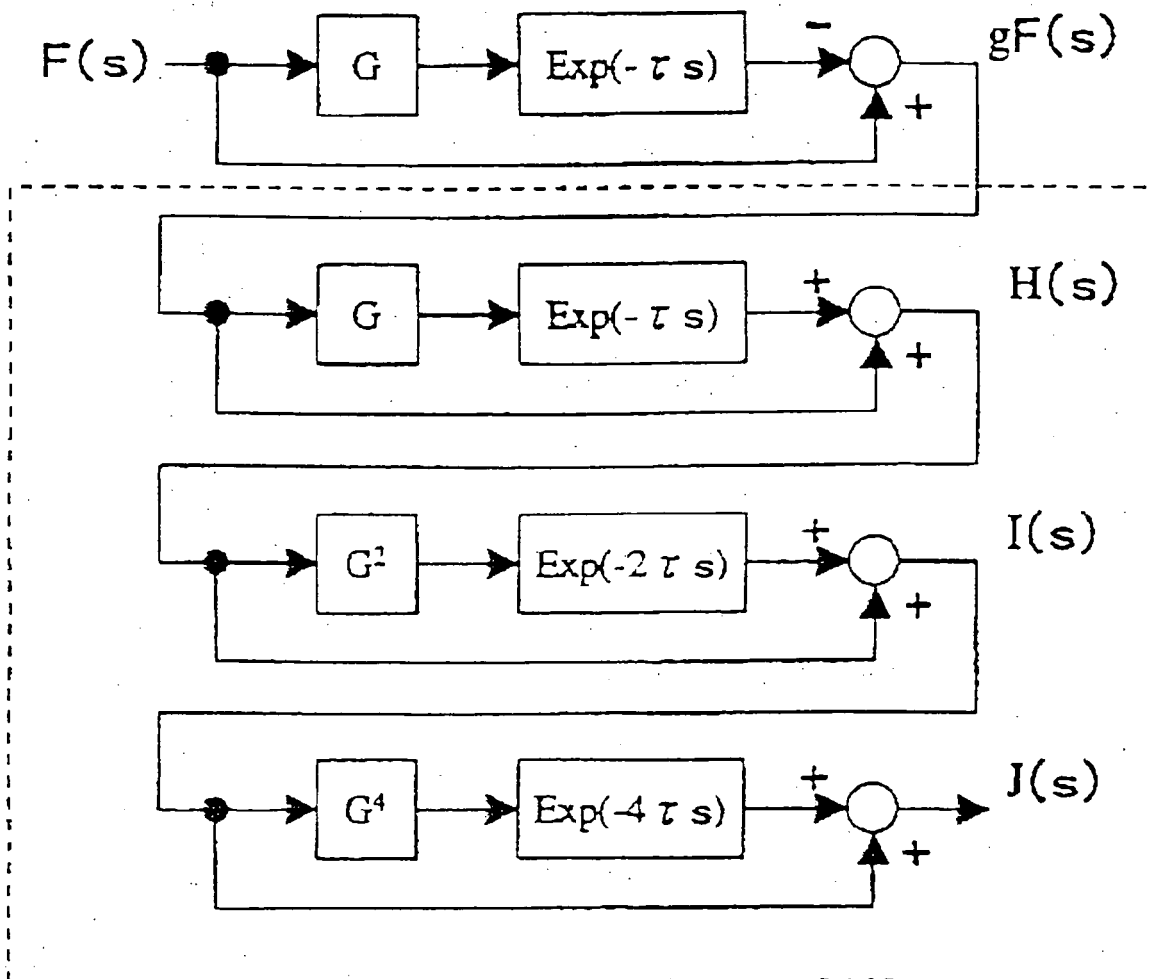 F(s) G Exp(- τ s) - + gF(s)
G Exp(- τ s) + + H(s)
G² Exp(-2 τ s) + + I(s)
G⁴ Exp(-4 τ s) + + J(s)